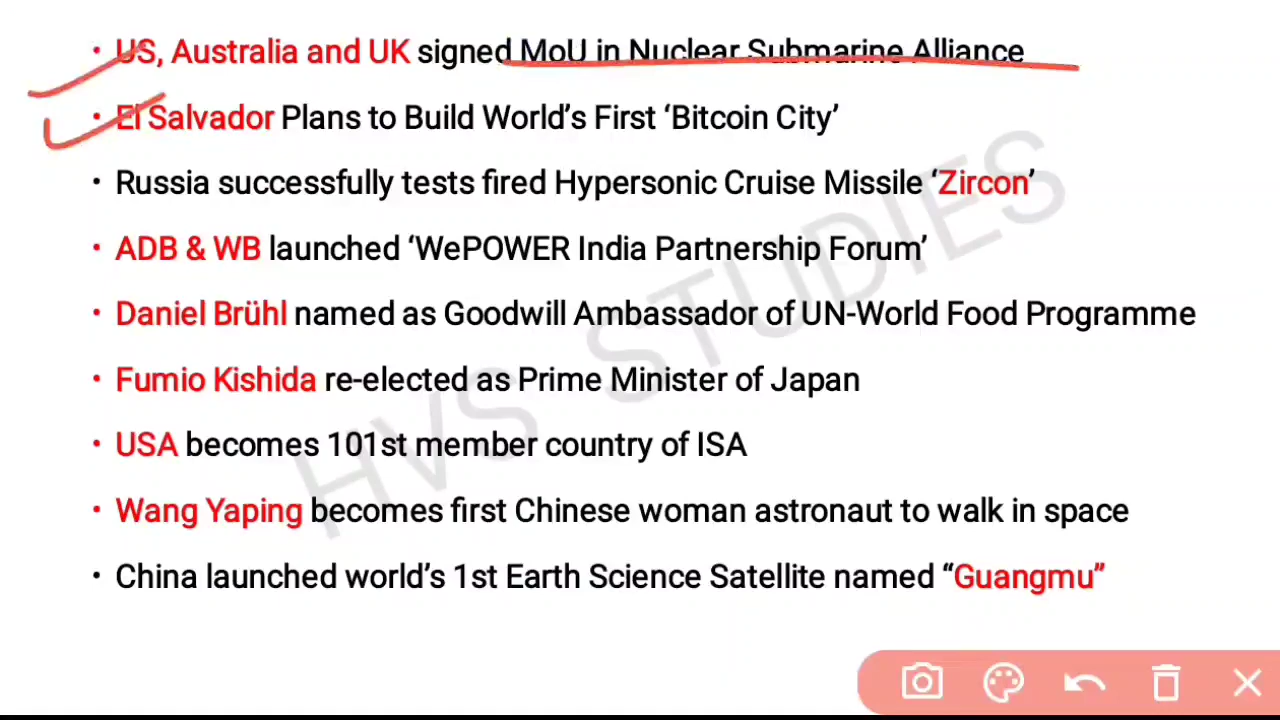 • US, Australia and UK signed MoU in Nuclear Submarine Alliance
• El Salvador Plans to Build World’s First ‘Bitcoin City’
• Russia successfully tests fired Hypersonic Cruise Missile ‘Zircon’
• ADB & WB launched ‘WePOWER India Partnership Forum’
• Daniel Brühl named as Goodwill Ambassador of UN-World Food Programme
• Fumio Kishida re-elected as Prime Minister of Japan
• USA becomes 101st member country of ISA
• Wang Yaping becomes first Chinese woman astronaut to walk in space
• China launched world’s 1st Earth Science Satellite named “Guangmu”
HVS STUDIES